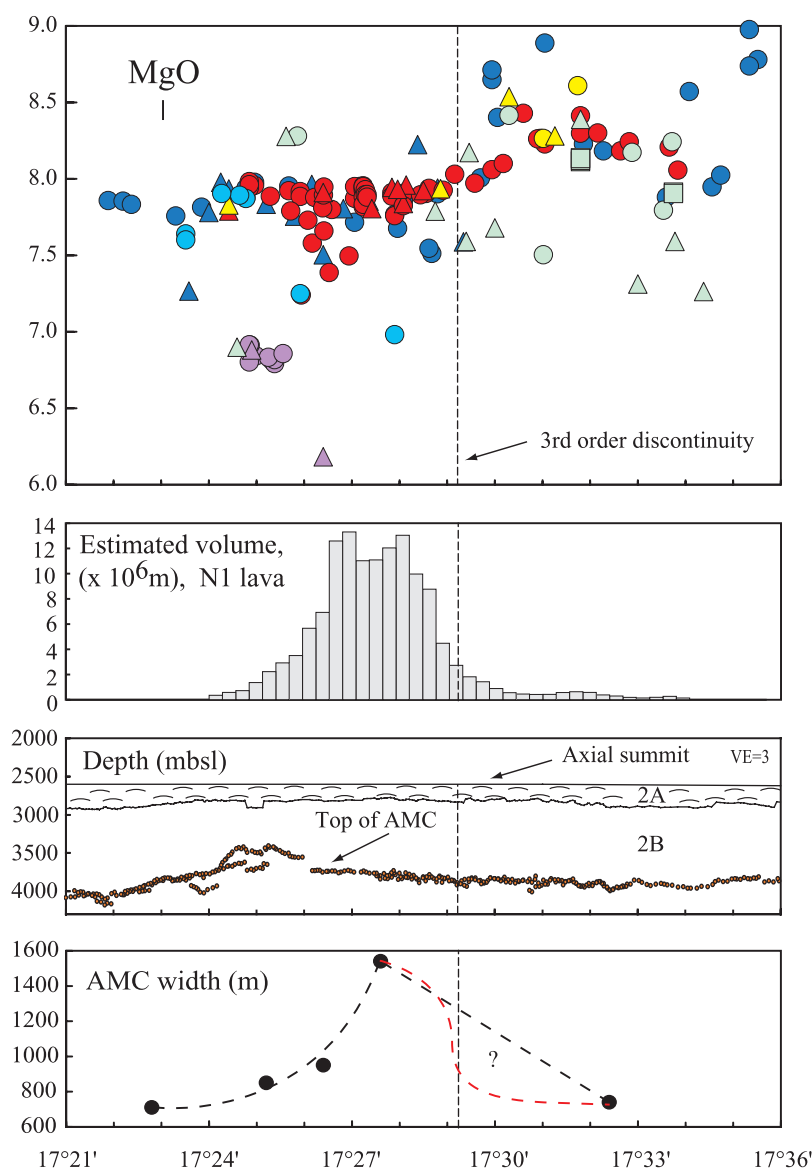 9.0
MgO
8.5
8.0
7.5
7.0
6.5
6.0
3rd order discontinuity
14
12
10
8
6
4
2
0
Estimated volume,
(x 10⁶m), N1 lava
2000
2500
3000
3500
4000
Depth (mbsl)
Axial summit
VE=3
2A
Top of AMC
2B
1600
1400
1200
1000
800
600
AMC width (m)
?
17°21' 17°24' 17°27' 17°30' 17°33' 17°36'